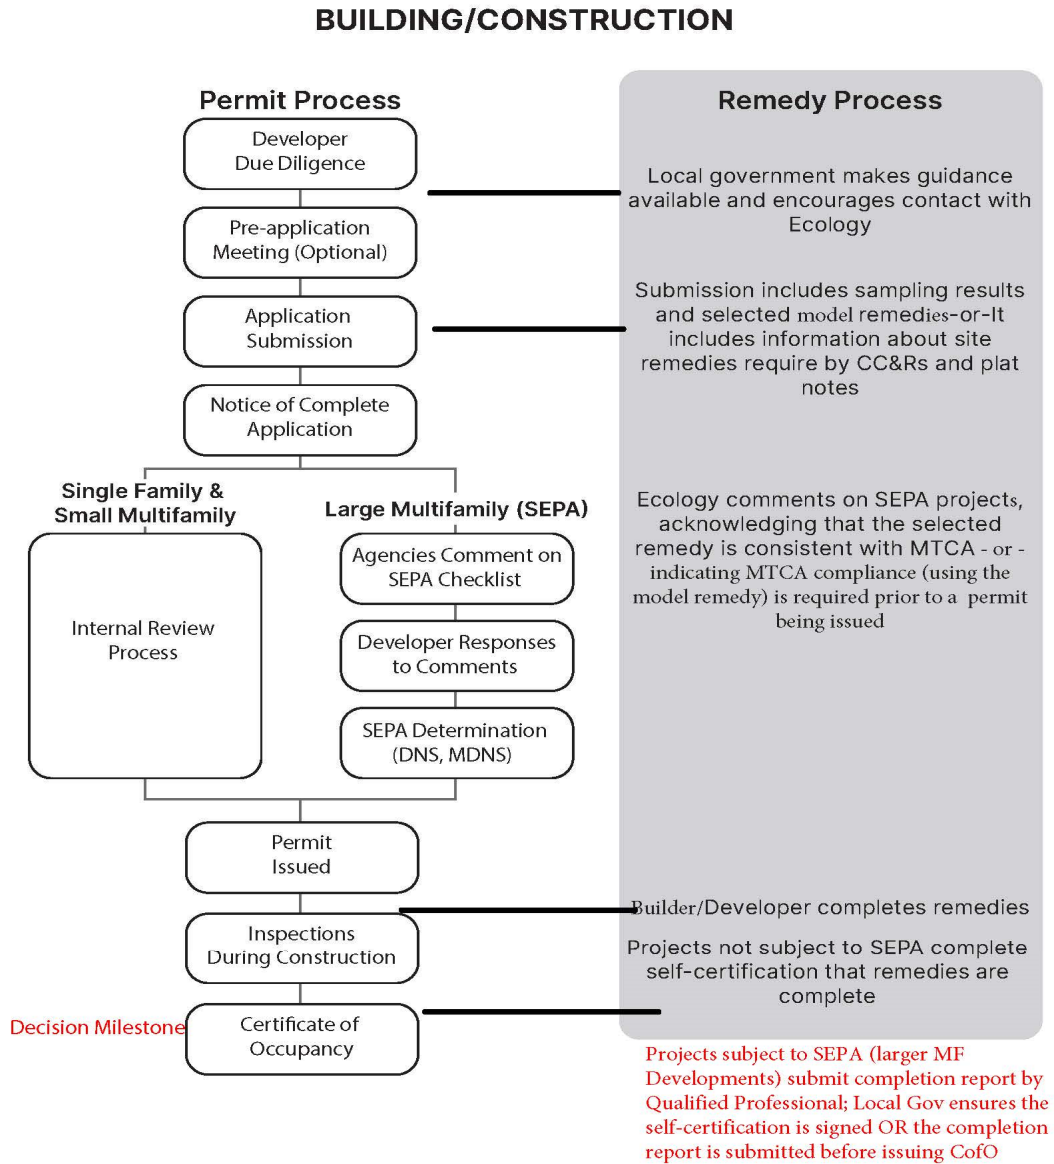 BUILDING/CONSTRUCTION
Permit Process
Developer
Due Diligence
Pre-application
Meeting (Optional)
Application
Submission
Notice of Complete
Application
Single Family &
Small Multifamily
Internal Review
Process
Large Multifamily (SEPA)
Agencies Comment on
SEPA Checklist
Developer Responses
to Comments
SEPA Determination
(DNS, MDNS)
Permit
Issued
Inspections
During Construction
Decision Milestone
Certificate of
Occupancy
Remedy Process
Local government makes guidance
available and encourages contact with
Ecology
Submission includes sampling results
and selected model remedies-or-It
includes information about site
remedies require by CC&Rs and plat
notes
Ecology comments on SEPA projects,
acknowledging that the selected
remedy is consistent with MTCA - or -
indicating MTCA compliance (using the
model remedy) is required prior to a permit
being issued
Builder/Developer completes remedies
Projects not subject to SEPA complete
self-certification that remedies are
complete
Projects subject to SEPA (larger MF
Developments) submit completion report by
Qualified Professional; Local Gov ensures the
self-certification is signed OR the completion
report is submitted before issuing CofO